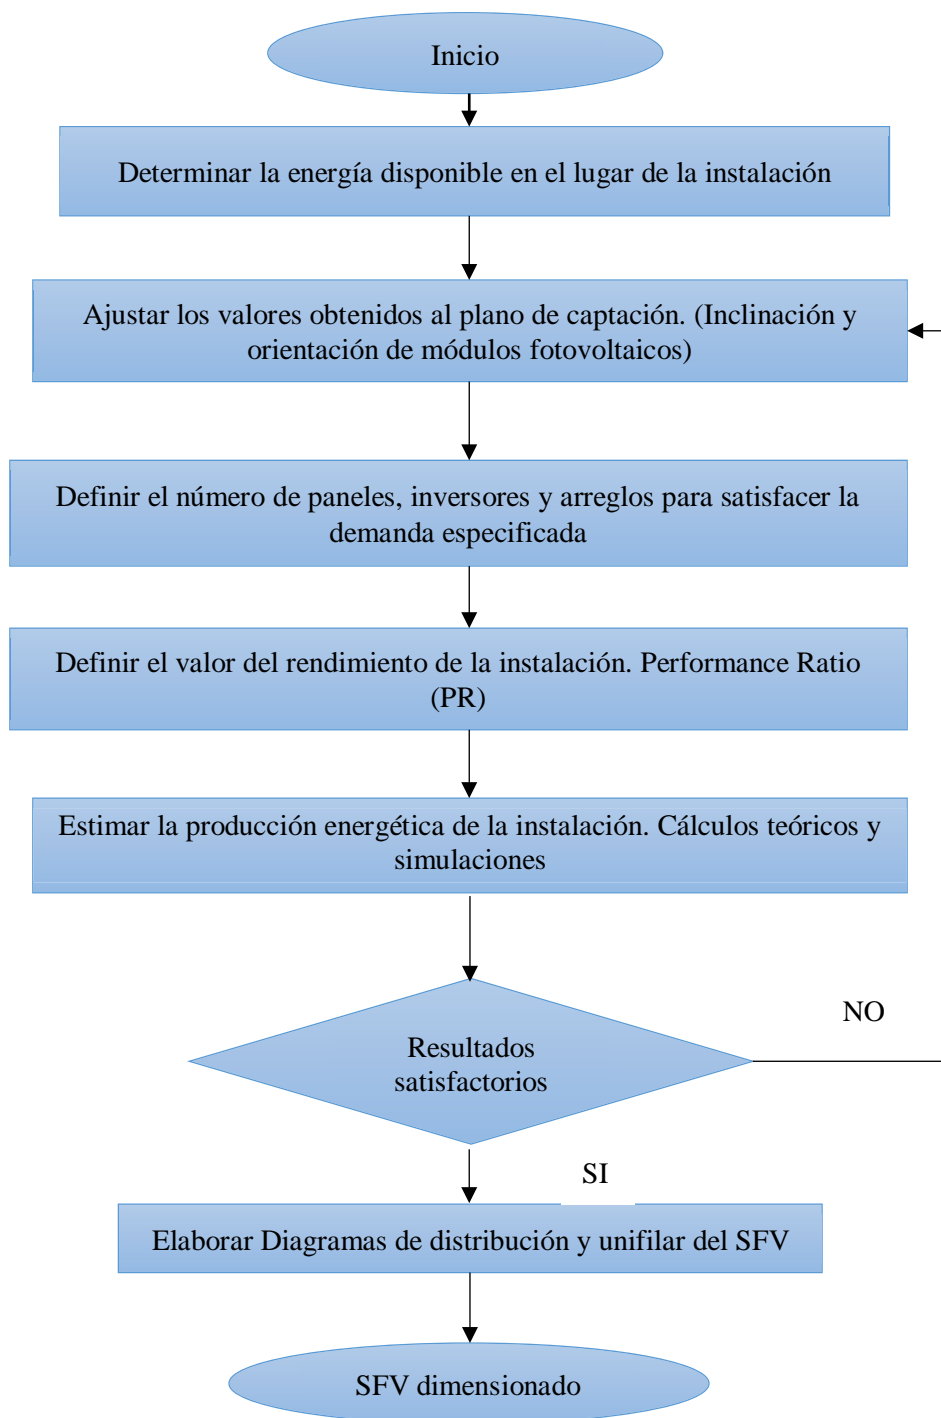 Inicio
Determinar la energía disponible en el lugar de la instalación
Ajustar los valores obtenidos al plano de captación. (Inclinación y
orientación de módulos fotovoltaicos)
Definir el número de paneles, inversores y arreglos para satisfacer la
demanda especificada
Definir el valor del rendimiento de la instalación. Performance Ratio
(PR)
Estimar la producción energética de la instalación. Cálculos teóricos y
simulaciones
NO
Resultados
satisfactorios
SI
Elaborar Diagramas de distribución y unifilar del SFV
SFV dimensionado